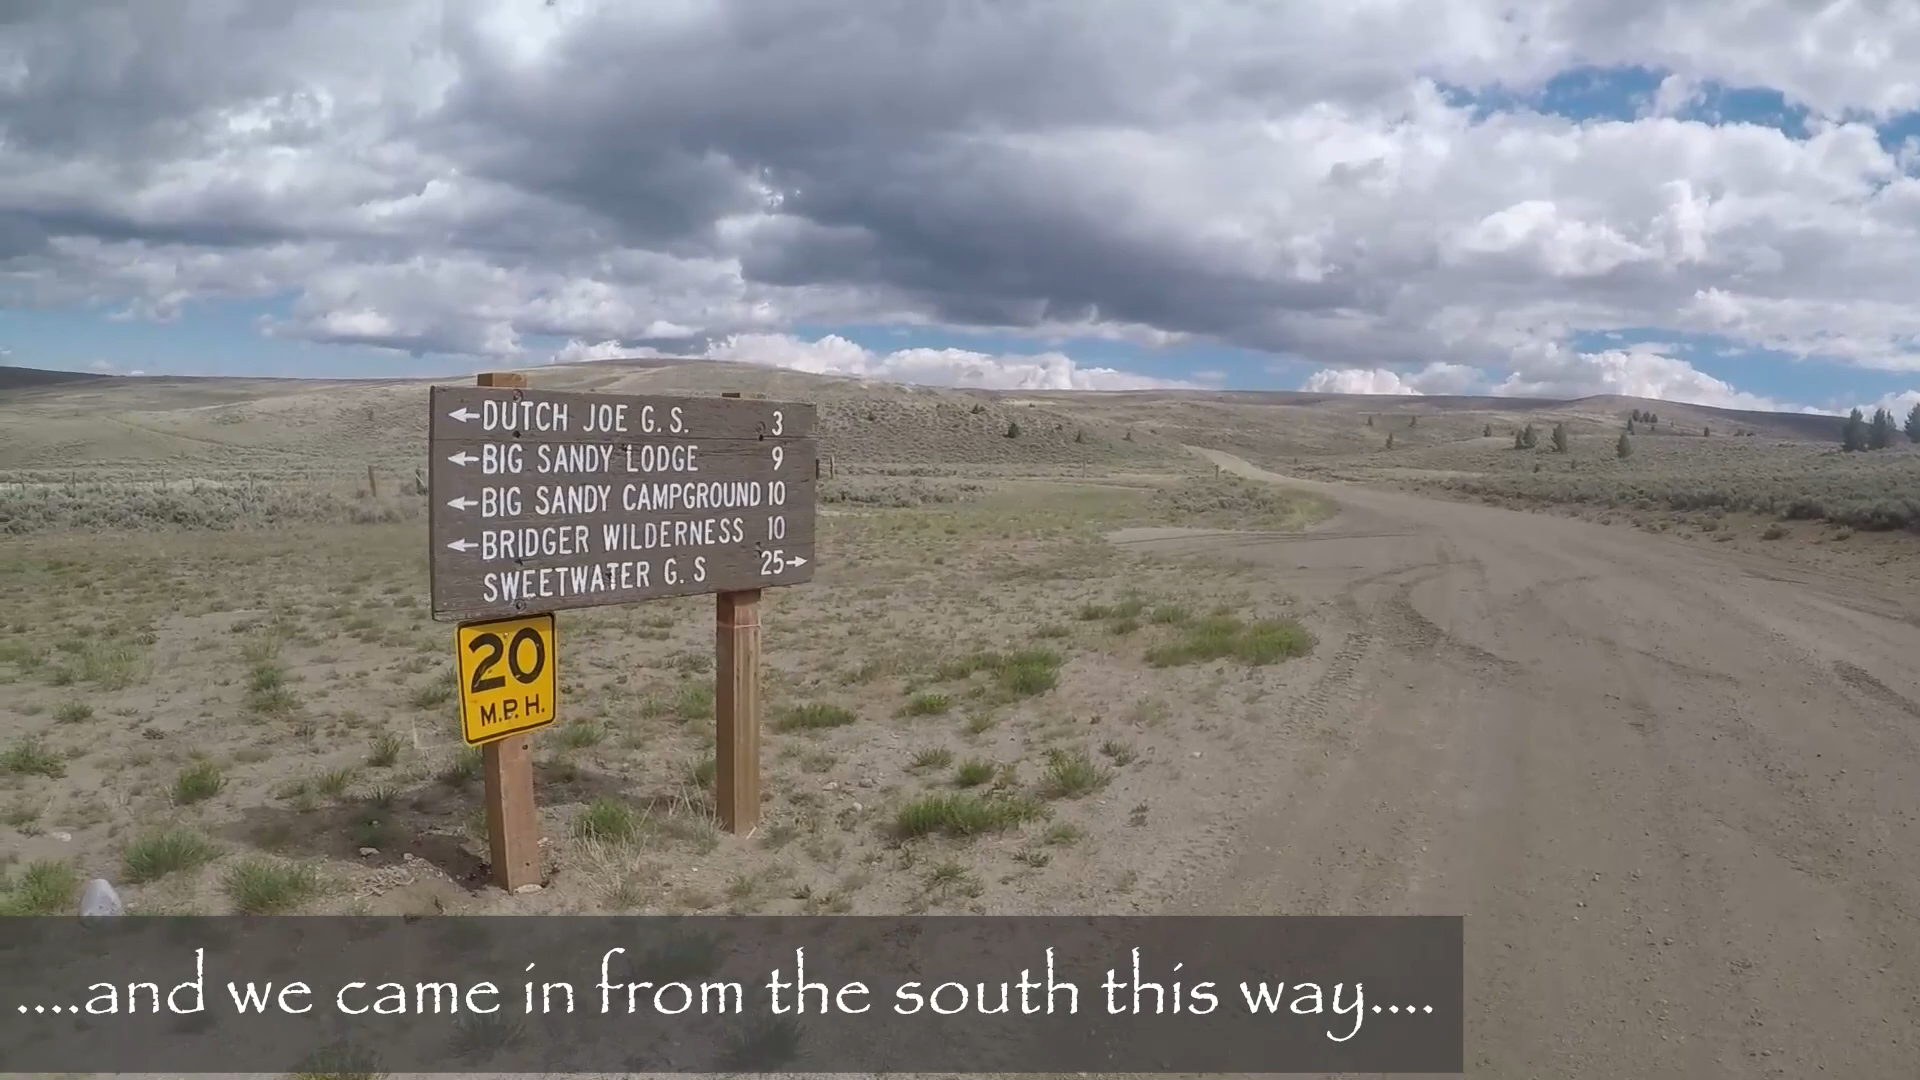 ←DUTCH JOE G.S. 3
←BIG SANDY LODGE 9
←BIG SANDY CAMPGROUND 10
←BRIDGER WILDERNESS 10
SWEETWATER G.S 25→
20
M.P.H.
....and we came in from the south this way....